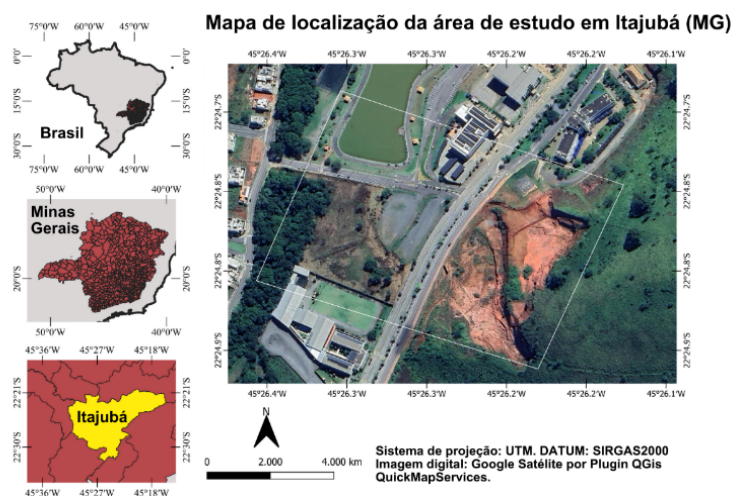 Mapa de localização da área de estudo em Itajubá (MG)
75°0'W 60°0'W 45°0'W
0°0' 15°0'S 30°0'S
0°0' 15°0'S 30°0'S
Brasil
75°0'W 60°0'W 45°0'W
50°0'W 40°0'W
Minas
Gerais
20°0'S
20°0'S
50°0'W 40°0'W
45°36'W 45°27'W 45°18'W
22°21'S 22°30'S
22°21'S 22°30'S
Itajubá
45°36'W 45°27'W 45°18'W
45°26.4'W 45°26.3'W 45°26.3'W 45°26.2'W 45°26.2'W 45°26.1'W
22°24.7'S 22°24.8'S 22°24.8'S 22°24.9'S
22°24.7'S 22°24.8'S 22°24.8'S 22°24.9'S
45°26.4'W 45°26.3'W 45°26.3'W 45°26.2'W 45°26.2'W 45°26.1'W
N
0 2.000 4.000 km
Sistema de projeção: UTM. DATUM: SIRGAS2000
Imagem digital: Google Satélite por Plugin QGis
QuickMapServices.